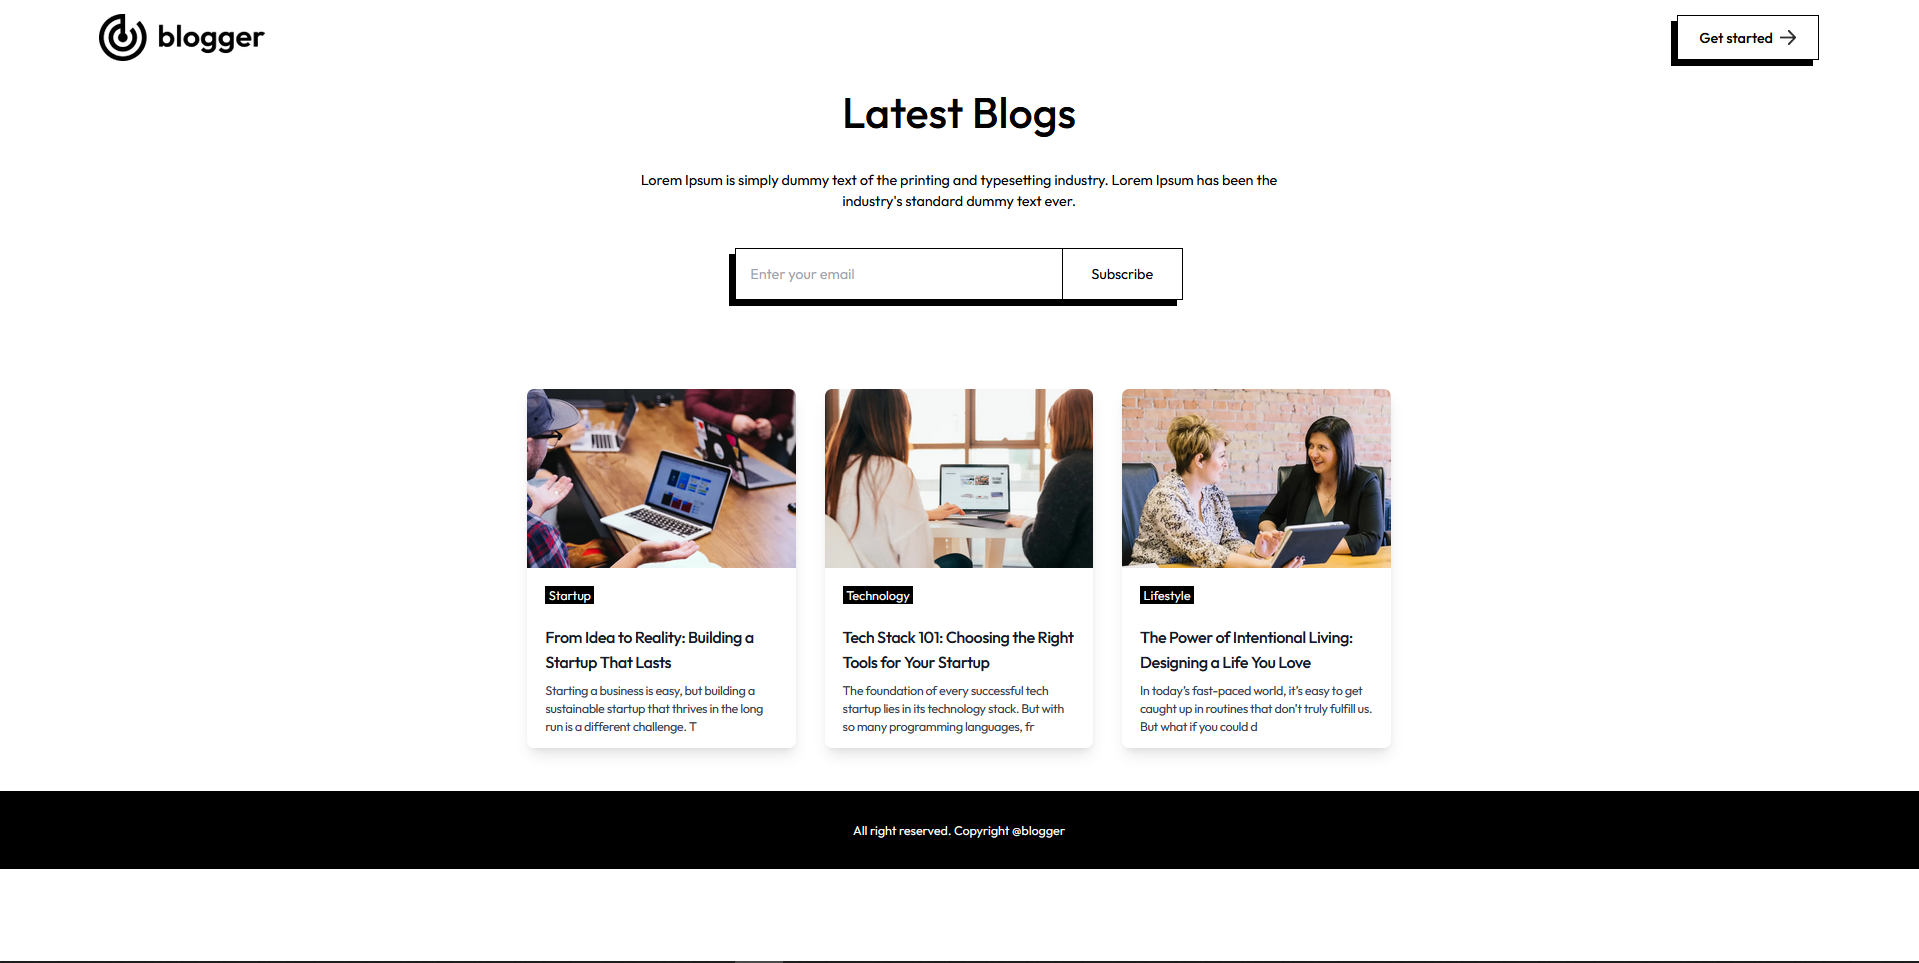 blogger
Get started
Latest Blogs
Lorem Ipsum is simply dummy text of the printing and typesetting industry. Lorem Ipsum has been the
industry's standard dummy text ever.
Enter your email
Subscribe
Startup
From Idea to Reality: Building a
Startup That Lasts
Starting a business is easy, but building a
sustainable startup that thrives in the long
run is a different challenge. T
Technology
Tech Stack 101: Choosing the Right
Tools for Your Startup
The foundation of every successful tech
startup lies in its technology stack. But with
so many programming languages, fr
Lifestyle
The Power of Intentional Living:
Designing a Life You Love
In today’s fast-paced world, it’s easy to get
caught up in routines that don’t truly fulfill us.
But what if you could d
All right reserved. Copyright @blogger